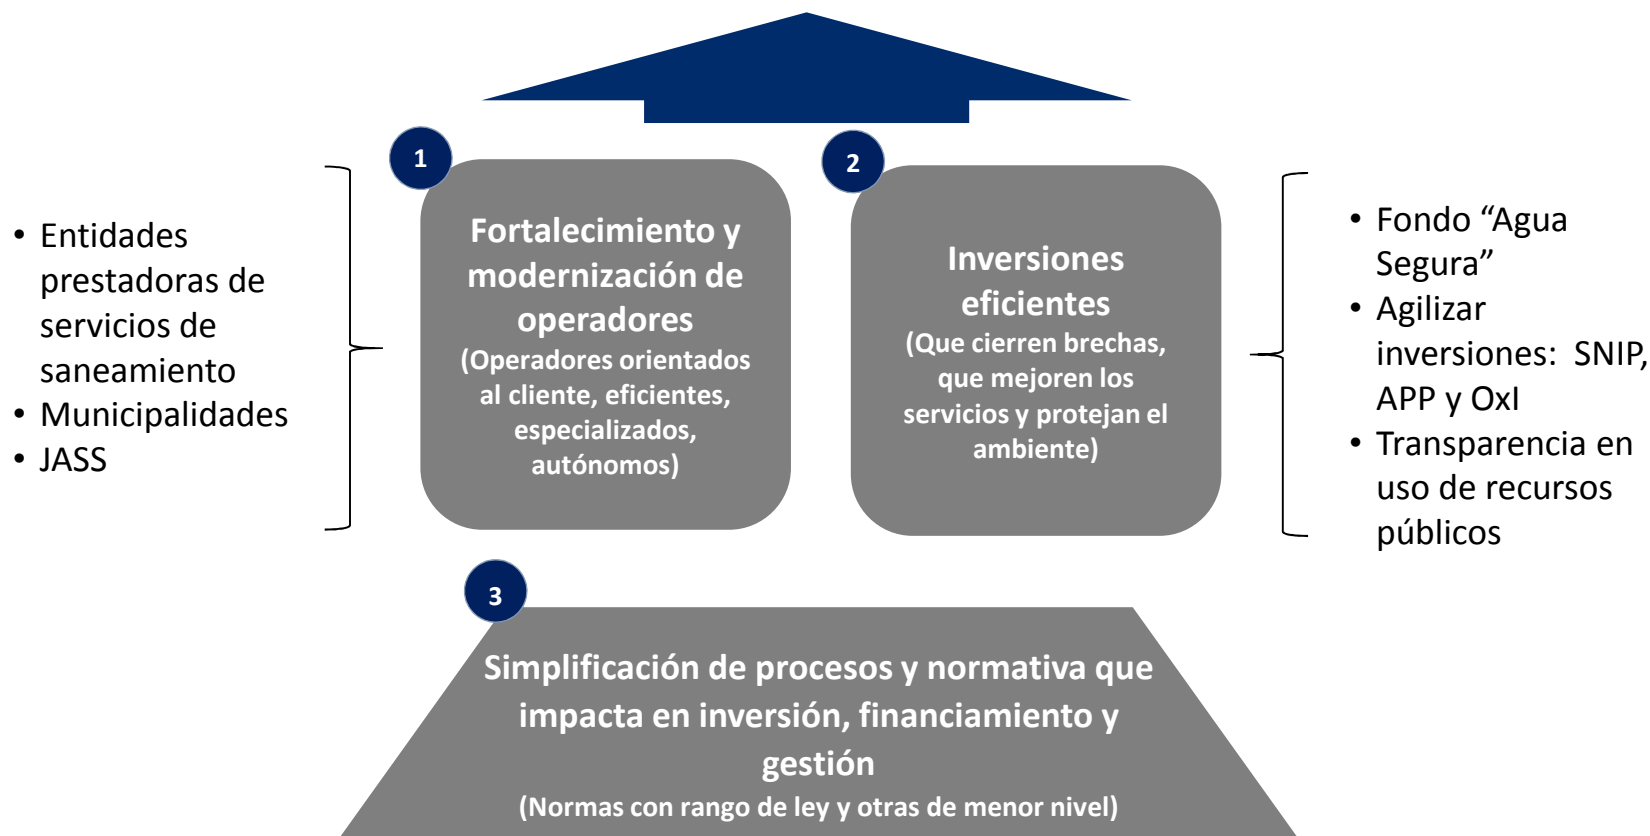 1
Fortalecimiento y
modernización de
operadores
(Operadores orientados
al cliente, eficientes,
especializados,
autónomos)
• Entidades
prestadoras de
servicios de
saneamiento
• Municipalidades
• JASS
2
Inversiones
eficientes
(Que cierren brechas,
que mejoren los
servicios y protejan el
ambiente)
• Fondo “Agua
Segura”
• Agilizar
inversiones: SNIP,
APP y OxI
• Transparencia en
uso de recursos
públicos
3
Simplificación de procesos y normativa que
impacta en inversión, financiamiento y
gestión
(Normas con rango de ley y otras de menor nivel)